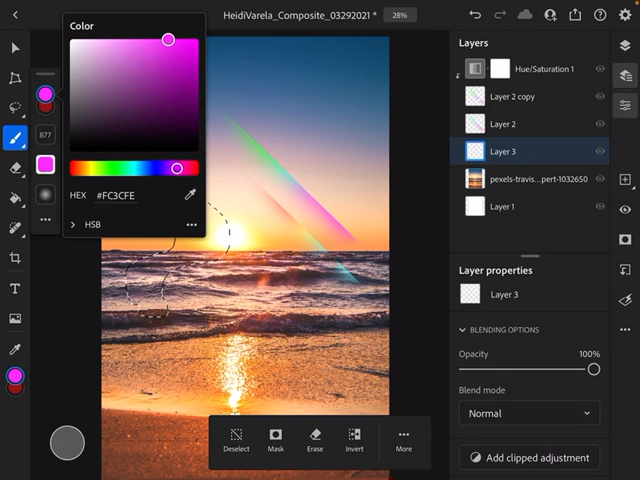 HeidiVarela_Composite_03292021 *
28%
Color
877
HEX
#FC3CFE
HSB
Layers
Hue/Saturation 1
Layer 2 copy
Layer 2
Layer 3
pexels-travis...pert-1032650
Layer 1
Layer properties
Layer 3
BLENDING OPTIONS
Opacity
100%
Blend mode
Normal
Add clipped adjustment
Deselect
Mask
Erase
Invert
More